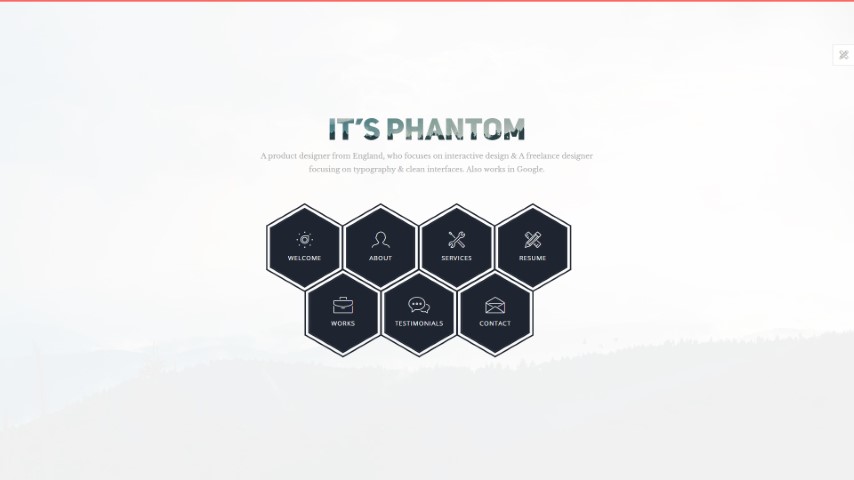 IT'S PHANTOM
A product designer from England, who focuses on interactive design & A freelance designer
focusing on typography & clean interfaces. Also works in Google.
WELCOME
ABOUT
SERVICES
RESUME
WORKS
TESTIMONIALS
CONTACT